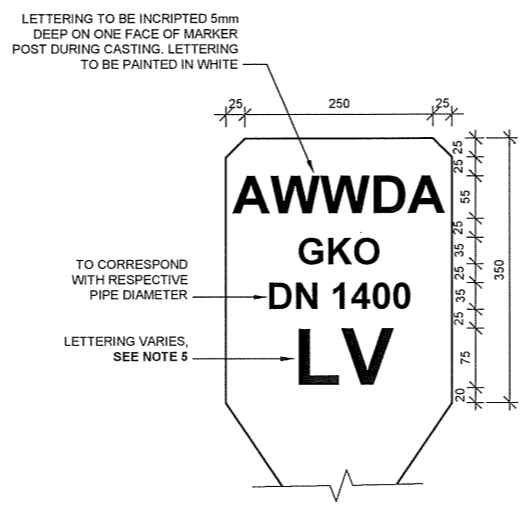 LETTERING TO BE INCRIPTED 5mm
DEEP ON ONE FACE OF MARKER
POST DURING CASTING. LETTERING
TO BE PAINTED IN WHITE
25 250 25
AWWDA
GKO
TO CORRESPOND
WITH RESPECTIVE
PIPE DIAMETER
DN 1400
LETTERING VARIES,
SEE NOTE 5
LV
25
25
55
25
35
25
35
25
75
20
350